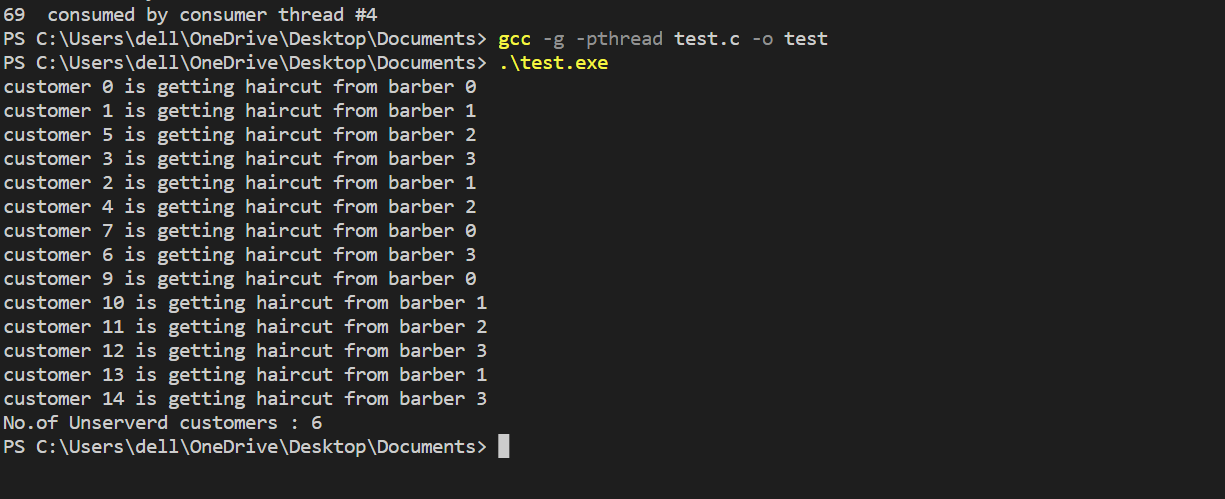 69  consumed by consumer thread #4
PS C:\Users\dell\OneDrive\Desktop\Documents> gcc -g -pthread test.c -o test
PS C:\Users\dell\OneDrive\Desktop\Documents> .\test.exe
customer 0 is getting haircut from barber 0
customer 1 is getting haircut from barber 1
customer 5 is getting haircut from barber 2
customer 3 is getting haircut from barber 3
customer 2 is getting haircut from barber 1
customer 4 is getting haircut from barber 2
customer 7 is getting haircut from barber 0
customer 6 is getting haircut from barber 3
customer 9 is getting haircut from barber 0
customer 10 is getting haircut from barber 1
customer 11 is getting haircut from barber 2
customer 12 is getting haircut from barber 3
customer 13 is getting haircut from barber 1
customer 14 is getting haircut from barber 3
No.of Unserverd customers : 6
PS C:\Users\dell\OneDrive\Desktop\Documents>